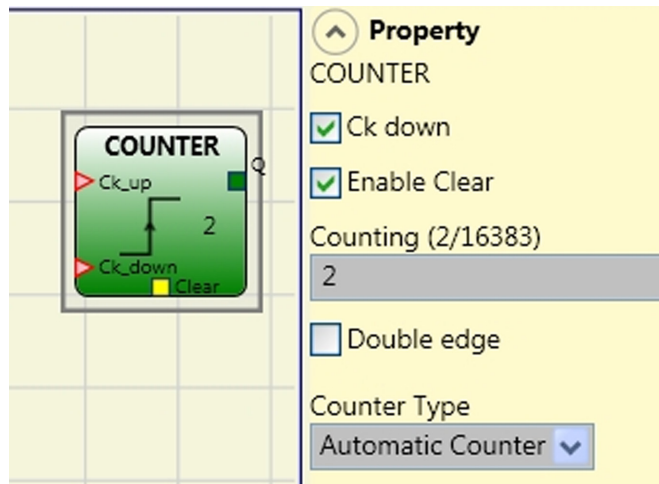 COUNTER
Ck_up
Q
2
Ck_down
Clear
Property
COUNTER
Ck down
Enable Clear
Counting (2/16383)
2
Double edge
Counter Type
Automatic Counter